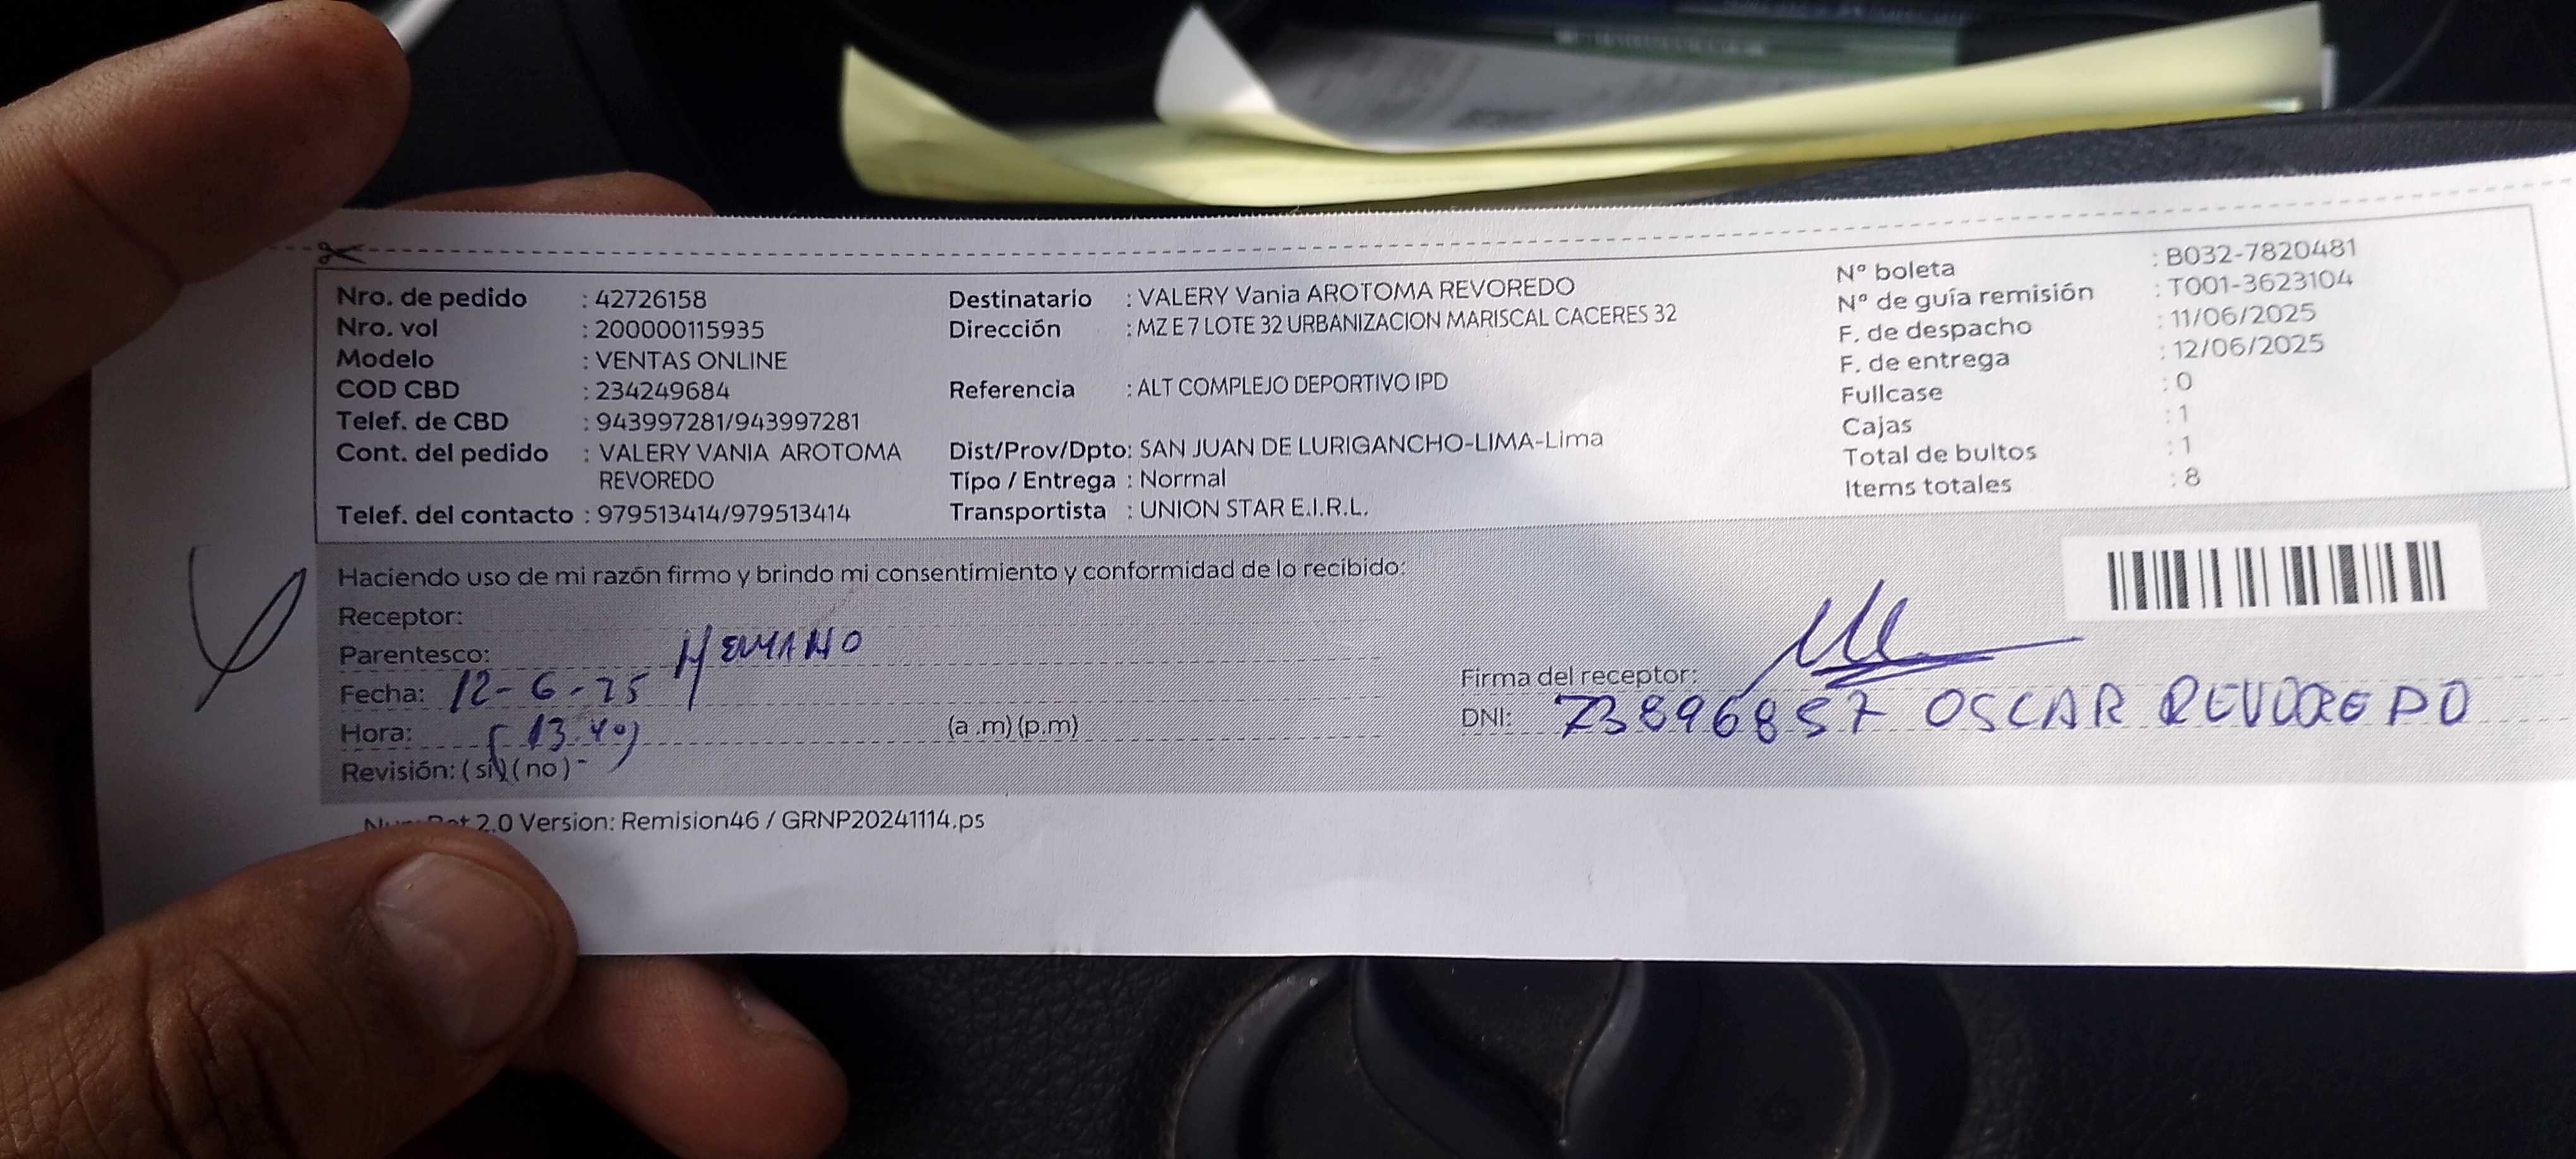 Nro. de pedido : 42726158
Nro. vol : 200000115935
Modelo : VENTAS ONLINE
COD CBD : 234249684
Telef. de CBD : 943997281/943997281
Cont. del pedido : VALERY VANIA AROTOMA
REVOREDO
Telef. del contacto : 979513414/979513414
Destinatario : VALERY Vania AROTOMA REVOREDO
Dirección : MZ E 7 LOTE 32 URBANIZACION MARISCAL CACERES 32
Referencia : ALT COMPLEJO DEPORTIVO IPD
Dist/Prov/Dpto: SAN JUAN DE LURIGANCHO-LIMA-Lima
Tipo / Entrega : Normal
Transportista : UNION STAR E.I.R.L.
Nº boleta : B032-7820481
Nº de guía remisión : T001-3623104
F. de despacho : 11/06/2025
F. de entrega : 12/06/2025
Fullcase : 0
Cajas : 1
Total de bultos : 1
Items totales : 8
Haciendo uso de mi razón firmo y brindo mi consentimiento y conformidad de lo recibido:
Receptor:
Parentesco: HERMANO
Fecha: 12-6-25
Hora: 13:40 (a .m) (p.m)
Revisión: ( si) ( no )
Firma del receptor:
DNI: 73896857 OSCAR REVOREDO
2.0 Version: Remision46 / GRNP20241114.ps